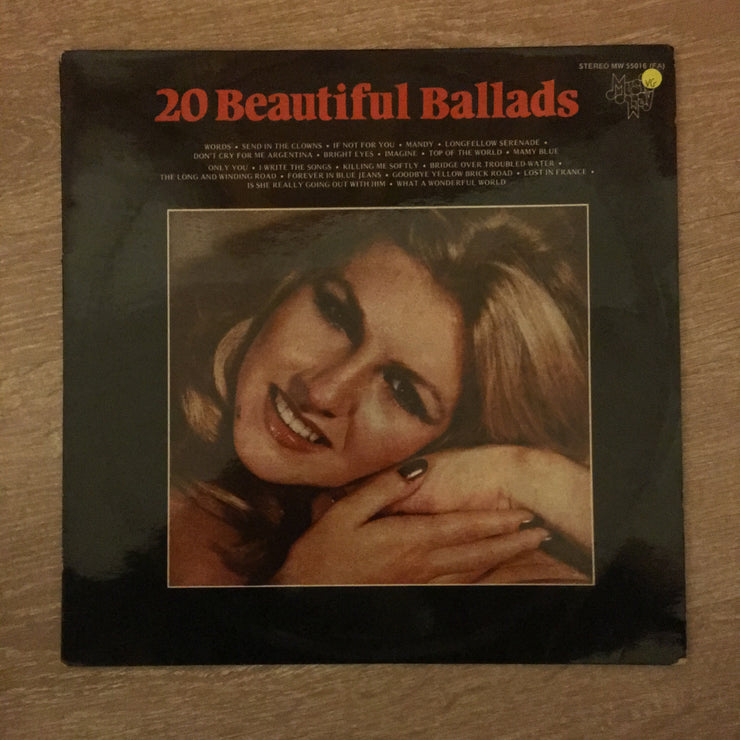 STEREO MW 55016 (EA)
VG
20 Beautiful Ballads
WORDS • SEND IN THE CLOWNS • IF NOT FOR YOU • MANDY • LONGFELLOW SERENADE •
DON'T CRY FOR ME ARGENTINA • BRIGHT EYES • IMAGINE • TOP OF THE WORLD • MAMY BLUE
ONLY YOU • I WRITE THE SONGS • KILLING ME SOFTLY • BRIDGE OVER TROUBLED WATER •
THE LONG AND WINDING ROAD • FOREVER IN BLUE JEANS • GOODBYE YELLOW BRICK ROAD • LOST IN FRANCE •
IS SHE REALLY GOING OUT WITH HIM • WHAT A WONDERFUL WORLD